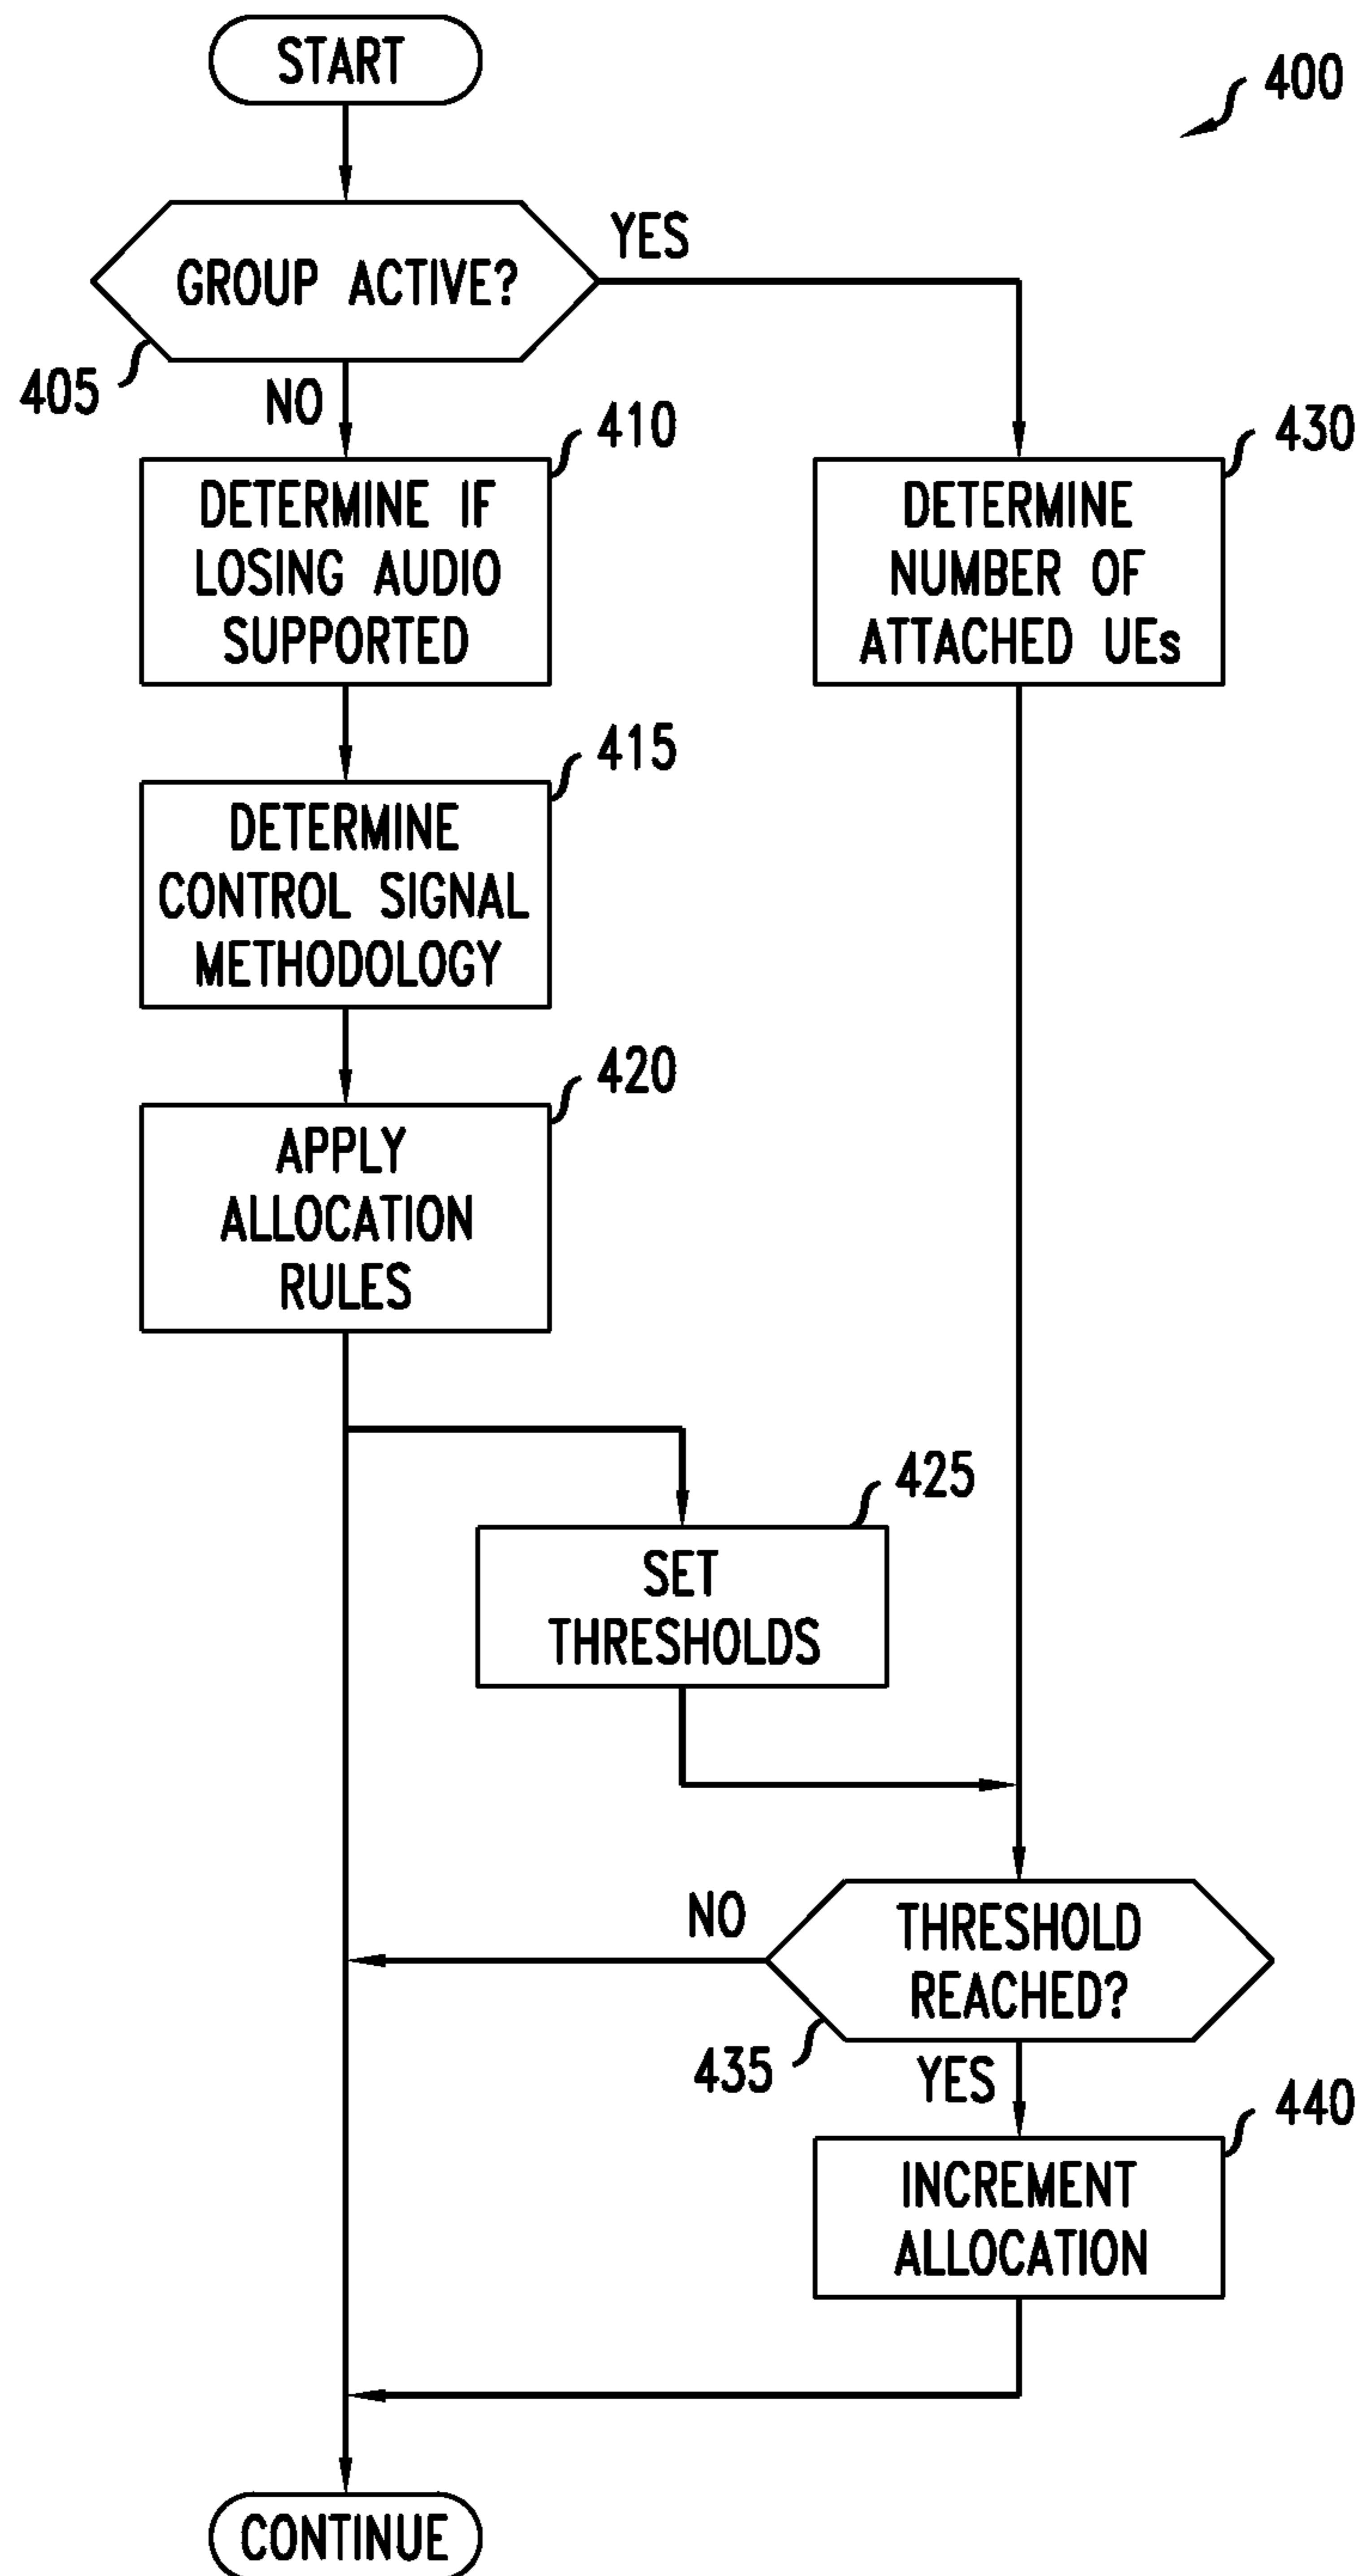 START
400
GROUP ACTIVE?
YES
405
NO
410
DETERMINE IF
LOSING AUDIO
SUPPORTED
430
DETERMINE
NUMBER OF
ATTACHED UEs
415
DETERMINE
CONTROL SIGNAL
METHODOLOGY
420
APPLY
ALLOCATION
RULES
425
SET
THRESHOLDS
NO
THRESHOLD
REACHED?
435
YES
440
INCREMENT
ALLOCATION
CONTINUE